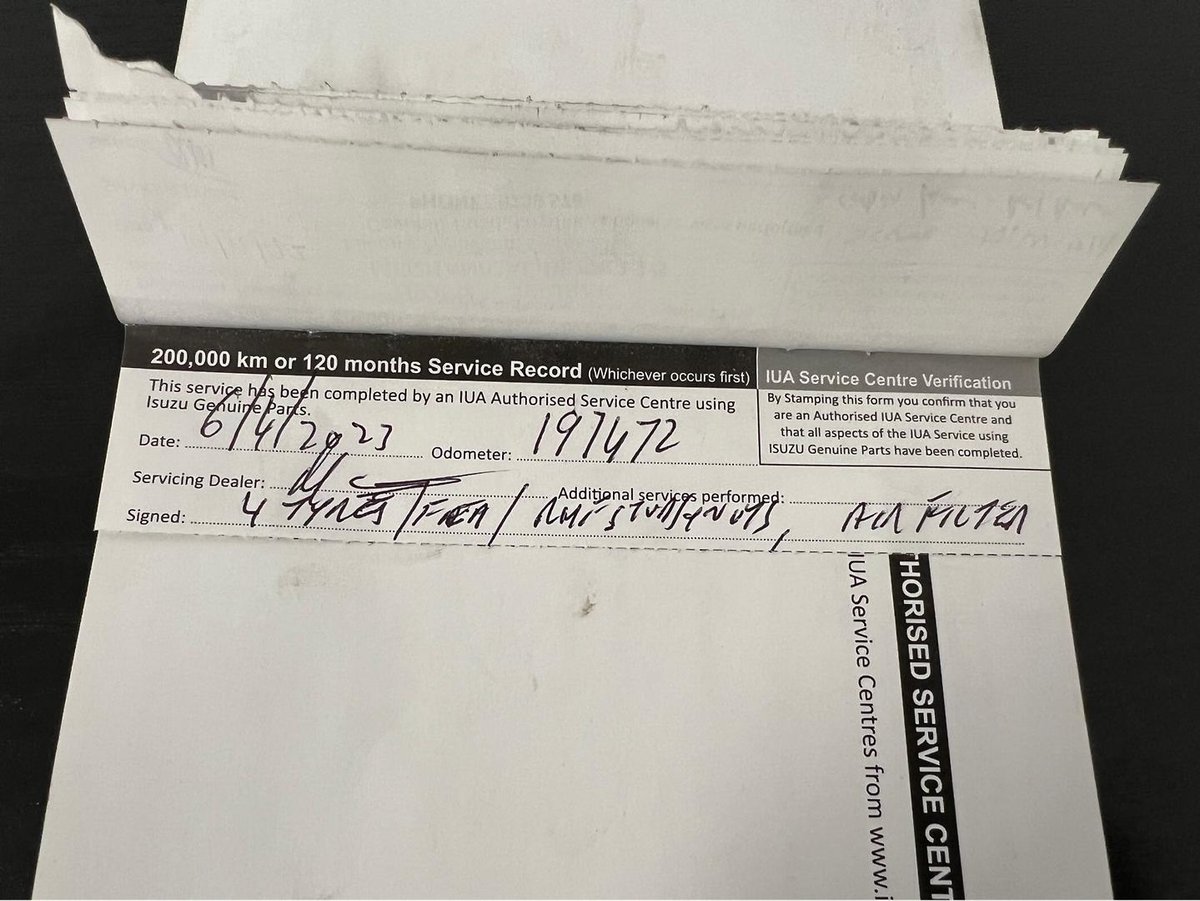 200,000 km or 120 months Service Record (Whichever occurs first)
IUA Service Centre Verification
This service has been completed by an IUA Authorised Service Centre using
Isuzu Genuine Parts.
By Stamping this form you confirm that you
are an Authorised IUA Service Centre and
that all aspects of the IUA Service using
ISUZU Genuine Parts have been completed.
Date: 6/4/2023 Odometer: 197472
Servicing Dealer:
Additional services performed:
Signed: 4 TYRES / / AIR FILTER
THORISED SERVICE CENT
IUA Service Centres from www.i